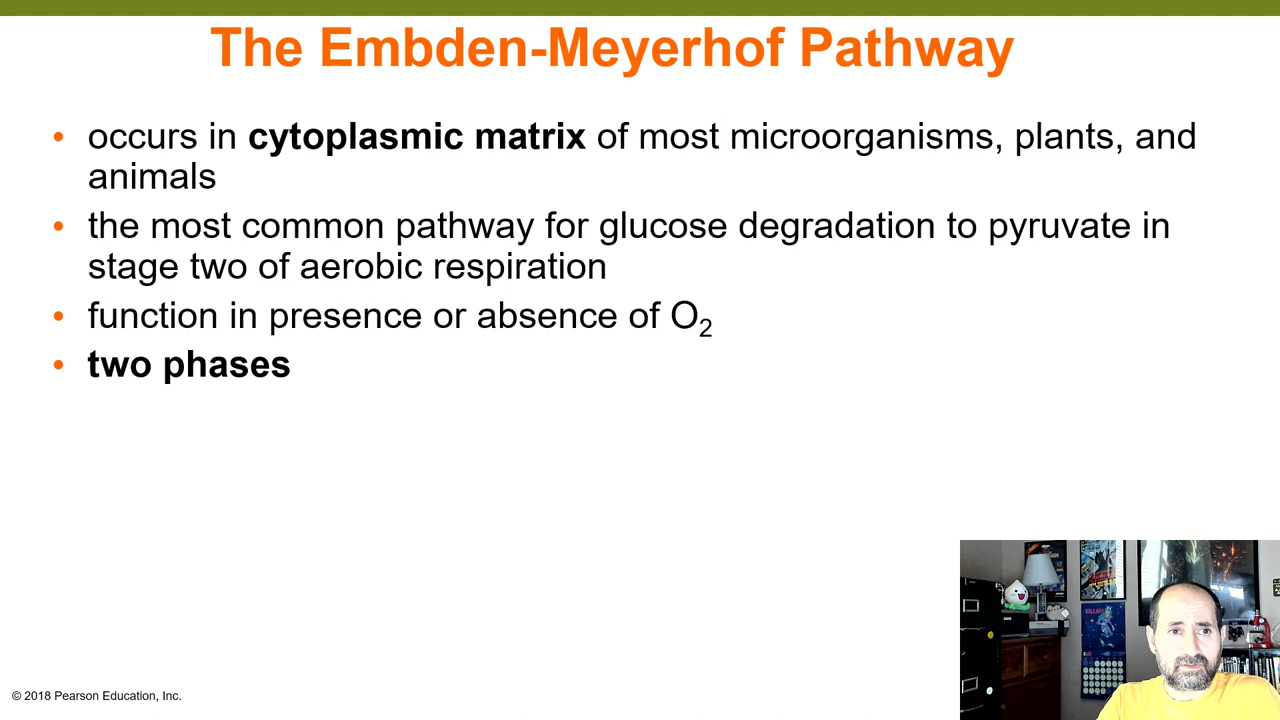 The Embden-Meyerhof Pathway
• occurs in cytoplasmic matrix of most microorganisms, plants, and
animals
• the most common pathway for glucose degradation to pyruvate in
stage two of aerobic respiration
• function in presence or absence of O₂
• two phases
© 2018 Pearson Education, Inc.